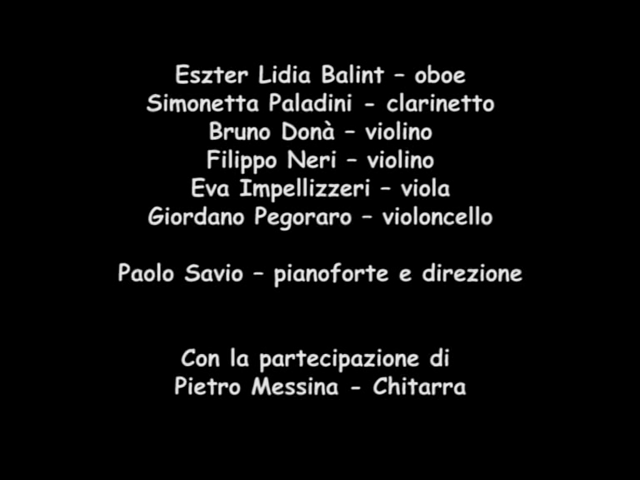 Eszter Lidia Balint – oboe
Simonetta Paladini - clarinetto
Bruno Donà – violino
Filippo Neri – violino
Eva Impellizzeri – viola
Giordano Pegoraro – violoncello
Paolo Savio – pianoforte e direzione
Con la partecipazione di
Pietro Messina - Chitarra